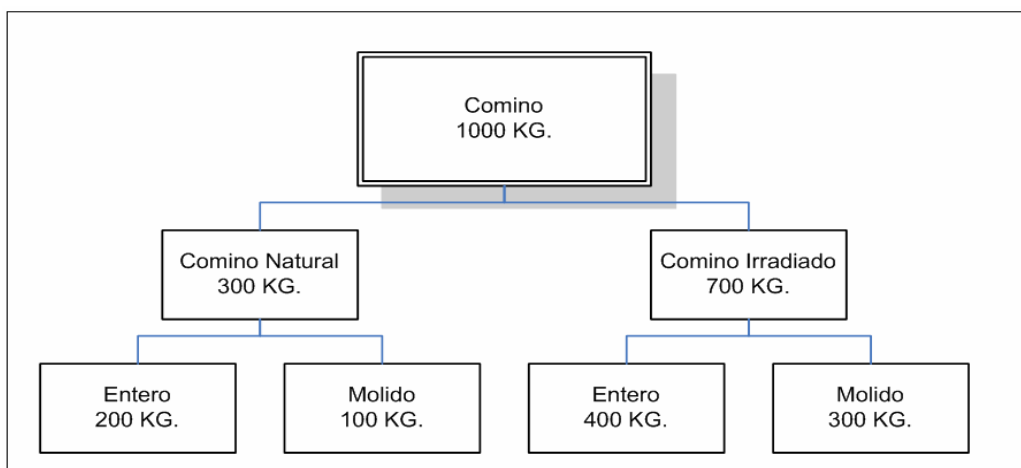 Comino
1000 KG.
Comino Natural
300 KG.
Comino Irradiado
700 KG.
Entero
200 KG.
Molido
100 KG.
Entero
400 KG.
Molido
300 KG.